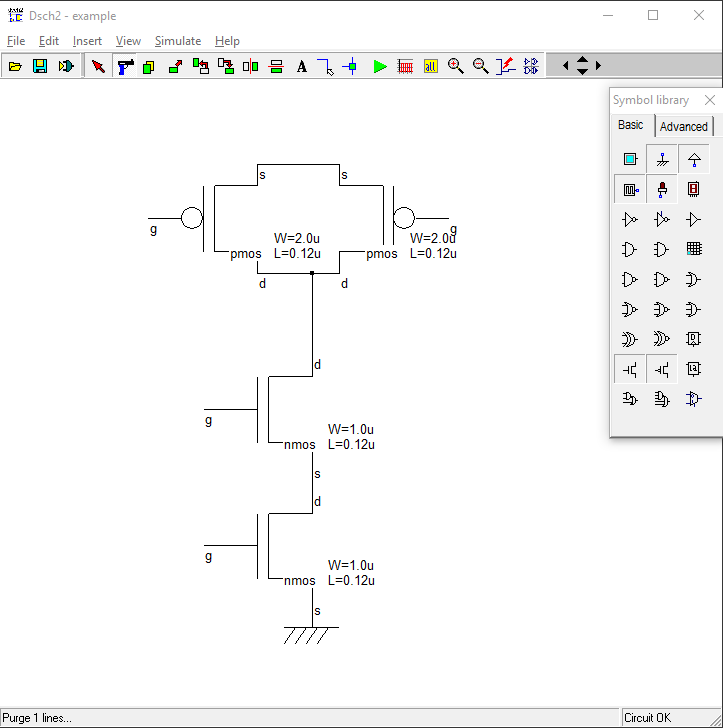 Dsch2 - example
File Edit Insert View Simulate Help
A
all
Symbol library
Basic Advanced
s s
g g
W=2.0u W=2.0u
pmos L=0.12u pmos L=0.12u
d d
d
g
W=1.0u
nmos L=0.12u
s
d
g
W=1.0u
nmos L=0.12u
s
Purge 1 lines...
Circuit OK